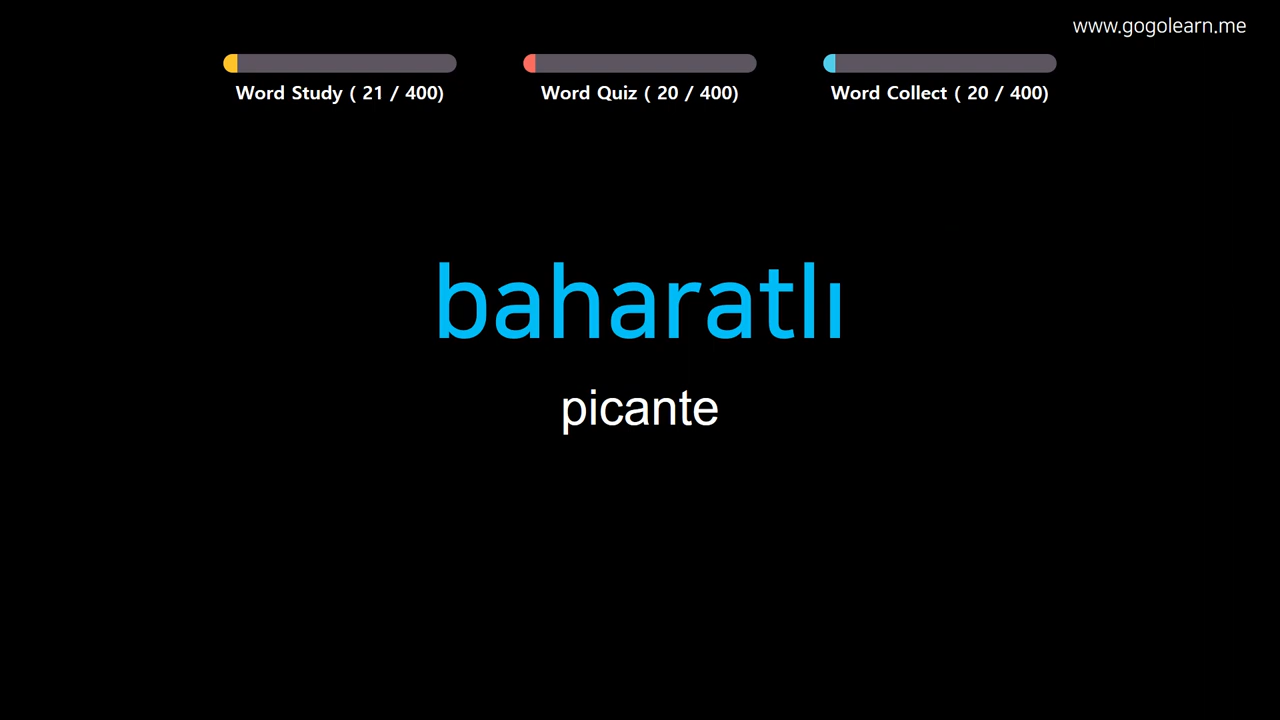 www.gogolearn.me
Word Study ( 21 / 400)
Word Quiz ( 20 / 400)
Word Collect ( 20 / 400)
baharatlı
picante